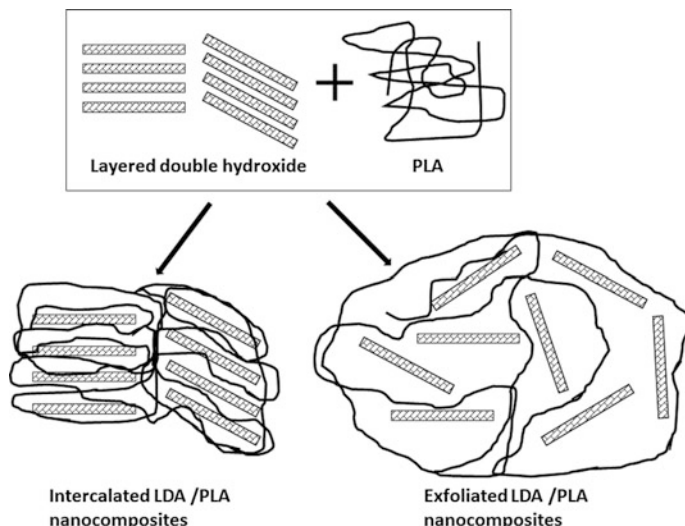 +
Layered double hydroxide
PLA
Intercalated LDA /PLA
nanocomposites
Exfoliated LDA /PLA
nanocomposites